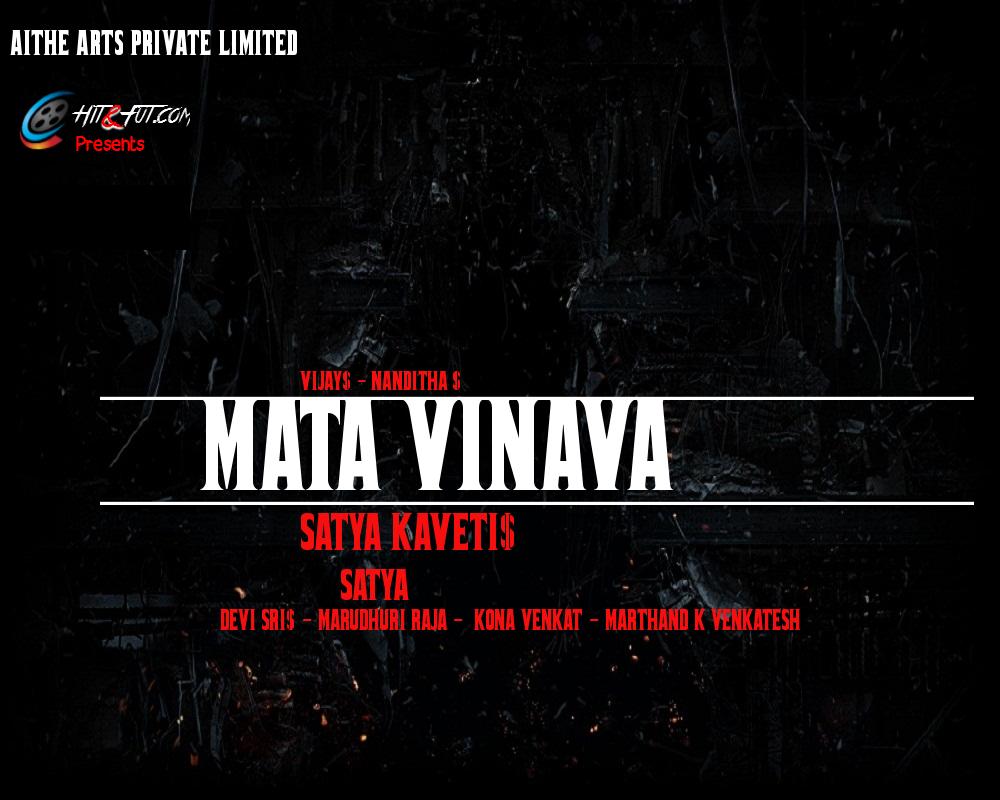 AITHE ARTS PRIVATE LIMITED
HIT&FUT.COM
Presents
VIJAY$ - NANDITHA $
MATA VINAVA
SATYA KAVETI$
SATYA
DEVI SRI$ - MARUDHURI RAJA - KONA VENKAT - MARTHAND K VENKATESH